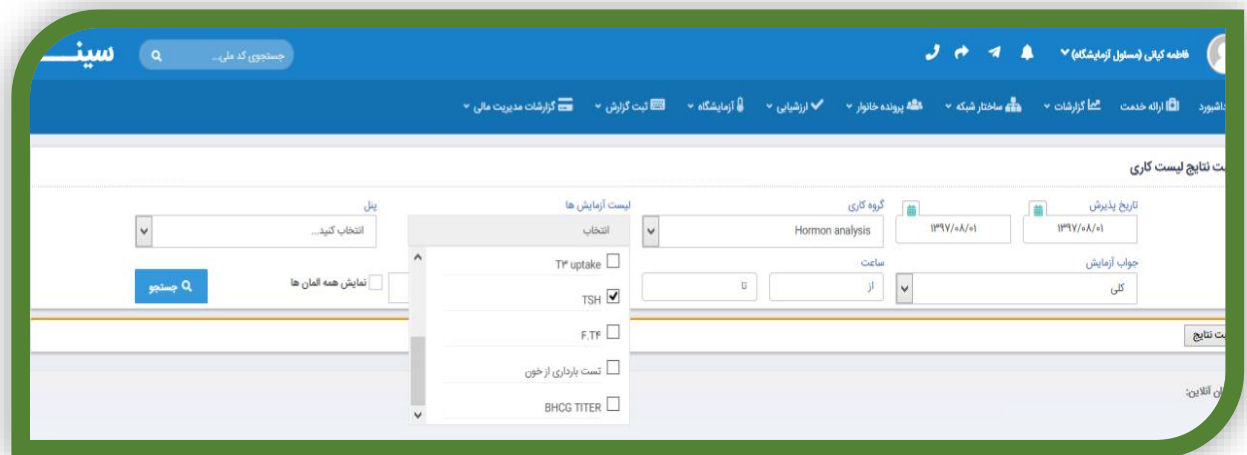 فاطمه کیانی (مسئول آزمایشگاه)
جستجوی کد ملی...
سینـــــــ
داشبورد ارائه خدمت گزارشات ساختار شبکه پرونده خانوار ارزشیابی آزمایشگاه ثبت گزارش گزارشات مدیریت مالی
بت نتایج لیست کاری
تاریخ پذیرش گروه کاری لیست آزمایش ها پنل
۱۳۹۷/۰۸/۰۱ ۱۳۹۷/۰۸/۰۱ Hormon analysis انتخاب انتخاب کنید...
جواب آزمایش ساعت
کلی از تا نمایش همه المان ها جستجو
T۳ uptake
TSH
F.T۴
تست بارداری از خون
BHCG TITER
بت نتایج
ان آنلاین: